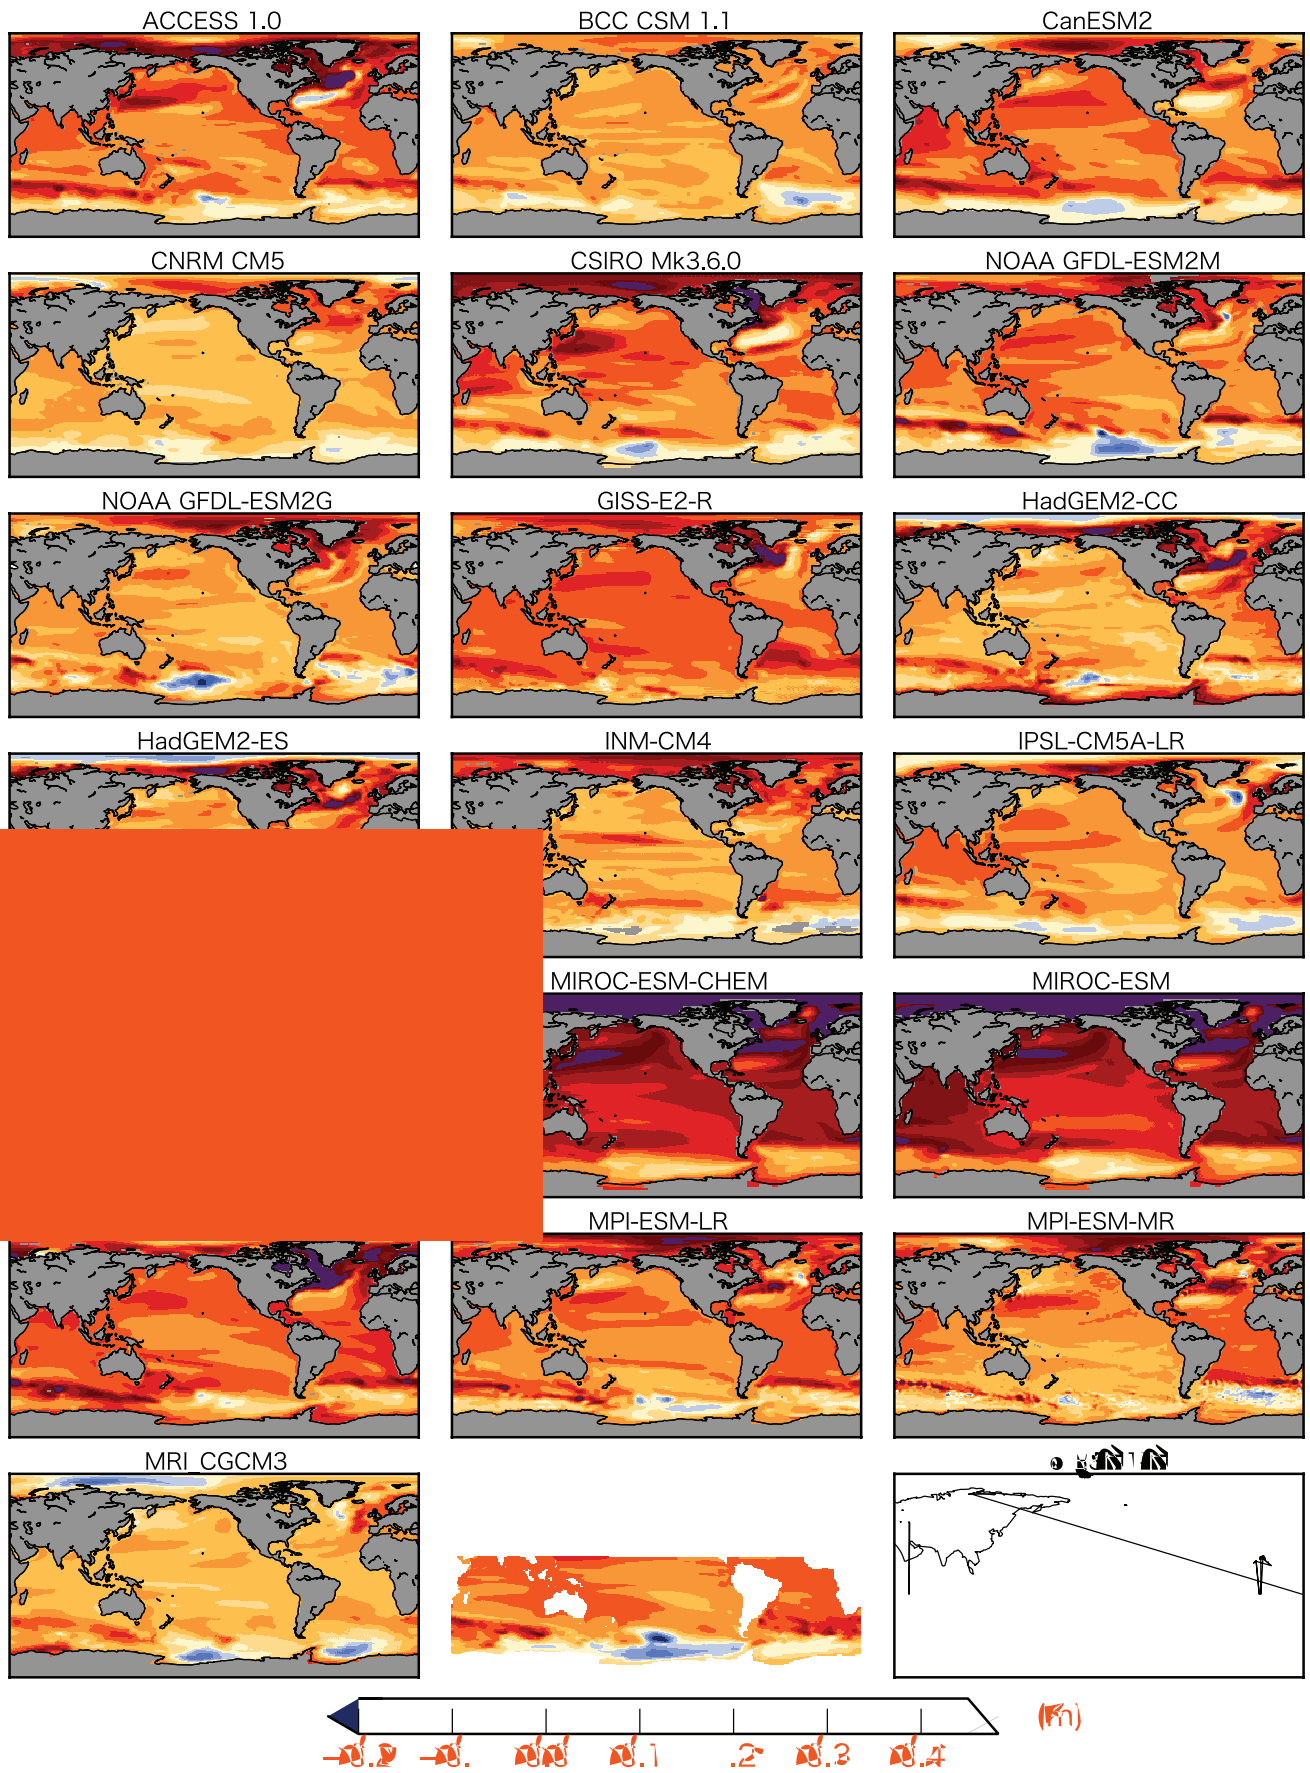 ACCESS 1.0 BCC CSM 1.1 CanESM2
CNRM CM5 CSIRO Mk3.6.0 NOAA GFDL-ESM2M
NOAA GFDL-ESM2G GISS-E2-R HadGEM2-CC
HadGEM2-ES INM-CM4 IPSL-CM5A-LR
MIROC-ESM-CHEM MIROC-ESM
MPI-ESM-LR MPI-ESM-MR
MRI_CGCM3
(m)